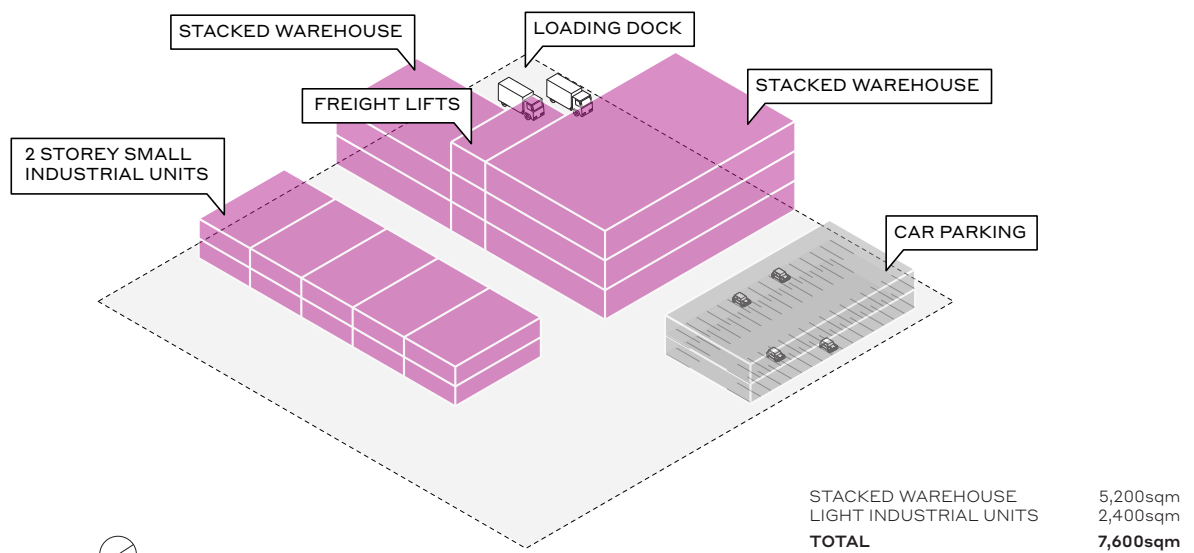 STACKED WAREHOUSE
LOADING DOCK
STACKED WAREHOUSE
FREIGHT LIFTS
2 STOREY SMALL
INDUSTRIAL UNITS
CAR PARKING
STACKED WAREHOUSE 5,200sqm
LIGHT INDUSTRIAL UNITS 2,400sqm
TOTAL 7,600sqm